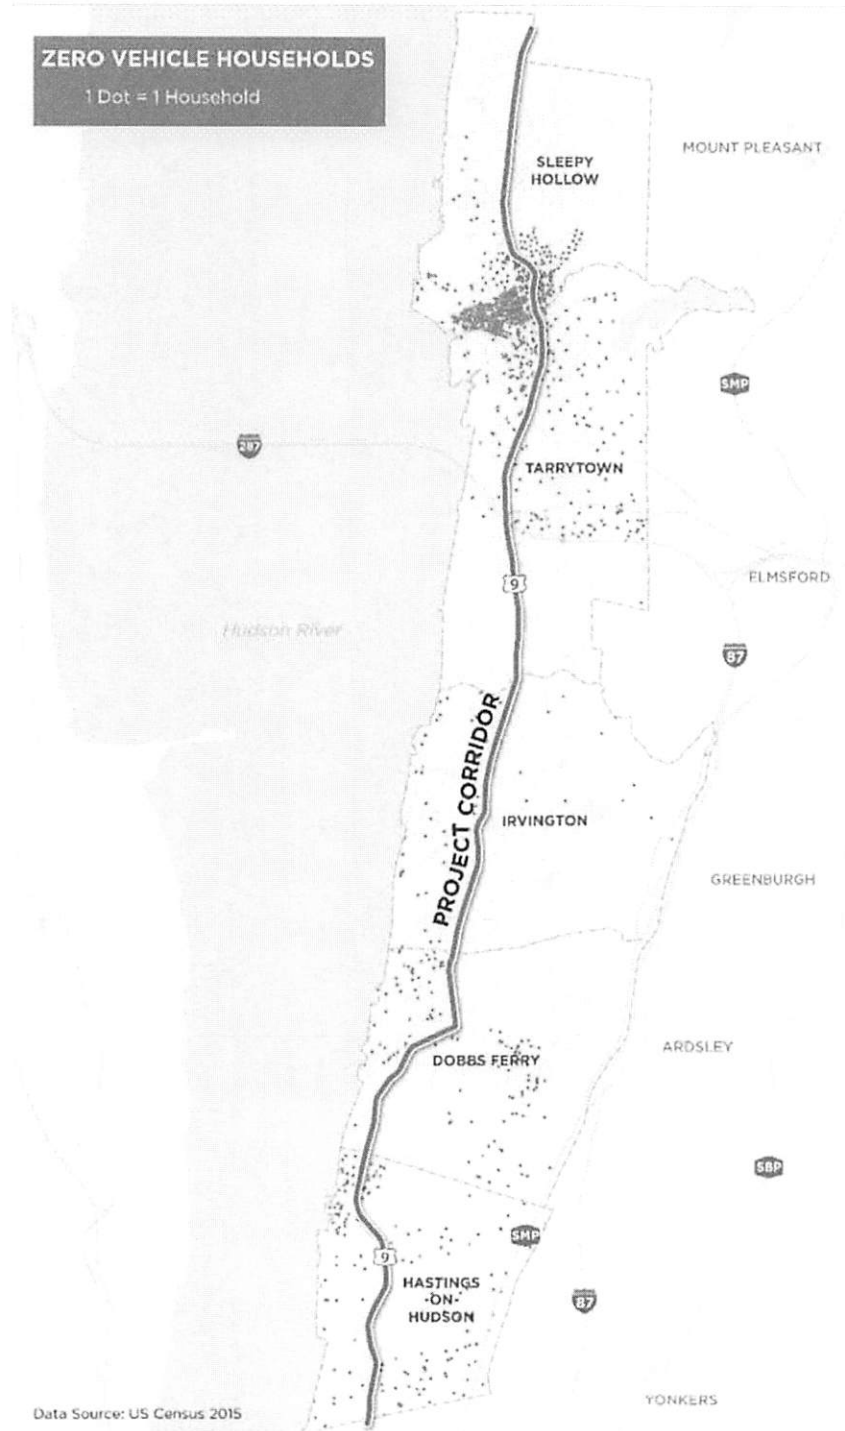 ZERO VEHICLE HOUSEHOLDS
1 Dot = 1 Household
MOUNT PLEASANT
SLEEPY
HOLLOW
SMP
287
TARRYTOWN
ELMSFORD
9
Hudson River
87
PROJECT CORRIDOR
IRVINGTON
GREENBURGH
ARDSLEY
DOBBS FERRY
SBP
SMP
9
HASTINGS
-ON-
HUDSON
87
YONKERS
Data Source: US Census 2015